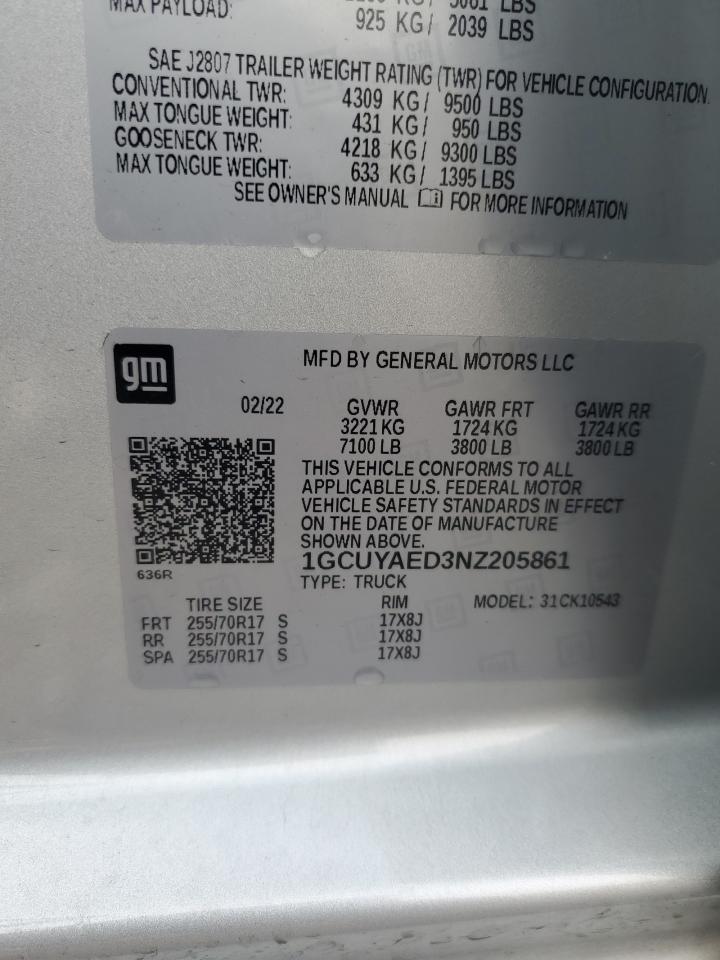 MAX PAYLOAD:
925 KG/ 2039 LBS
SAE J2807 TRAILER WEIGHT RATING (TWR) FOR VEHICLE CONFIGURATION.
CONVENTIONAL TWR: 4309 KG/ 9500 LBS
MAX TONGUE WEIGHT: 431 KG/ 950 LBS
GOOSENECK TWR: 4218 KG/ 9300 LBS
MAX TONGUE WEIGHT: 633 KG/ 1395 LBS
SEE OWNER'S MANUAL FOR MORE INFORMATION
gm
MFD BY GENERAL MOTORS LLC
02/22 GVWR GAWR FRT GAWR RR
3221 KG 1724 KG 1724 KG
7100 LB 3800 LB 3800 LB
THIS VEHICLE CONFORMS TO ALL
APPLICABLE U.S. FEDERAL MOTOR
VEHICLE SAFETY STANDARDS IN EFFECT
ON THE DATE OF MANUFACTURE
SHOWN ABOVE.
1GCUYAED3NZ205861
636R
TYPE: TRUCK
TIRE SIZE RIM MODEL: 31CK10543
FRT 255/70R17 S 17X8J
RR 255/70R17 S 17X8J
SPA 255/70R17 S 17X8J